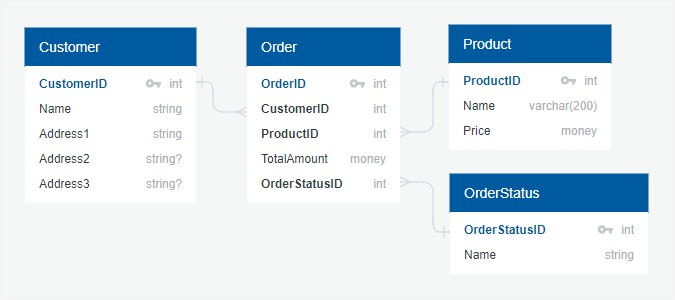 Customer
CustomerID int
Name string
Address1 string
Address2 string?
Address3 string?
Order
OrderID int
CustomerID int
ProductID int
TotalAmount money
OrderStatusID int
Product
ProductID int
Name varchar(200)
Price money
OrderStatus
OrderStatusID int
Name string